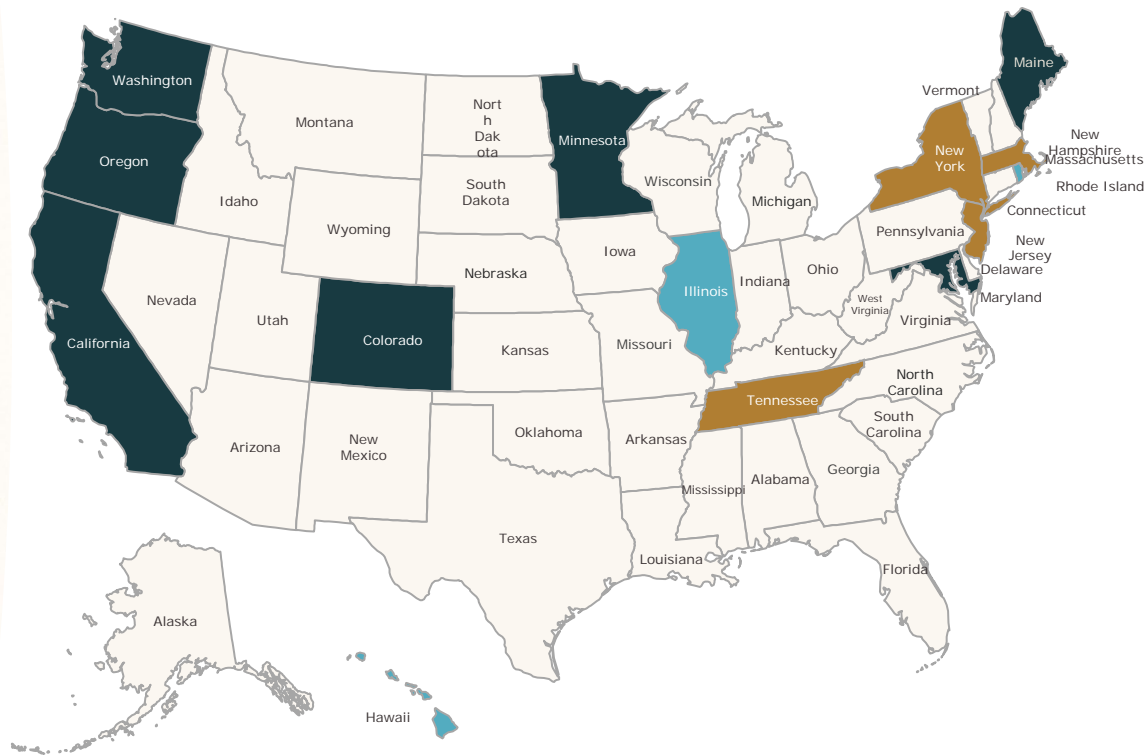 Maine
Washington
Vermont
Montana
Nort
h
Dak
ota
Minnesota
New
Hampshire
New
York
Massachusetts
Oregon
Wisconsin
Rhode Island
South
Dakota
Idaho
Michigan
Connecticut
Wyoming
Pennsylvania
New
Jersey
Iowa
Nebraska
Ohio
Delaware
Indiana
Illinois
Maryland
Nevada
West
Virginia
Utah
Virginia
Colorado
California
Missouri
Kansas
Kentucky
North
Carolina
Tennessee
South
Carolina
Oklahoma
Arkansas
Arizona
New
Mexico
Georgia
Alabama
Mississippi
Texas
Louisiana
Florida
Alaska
Hawaii